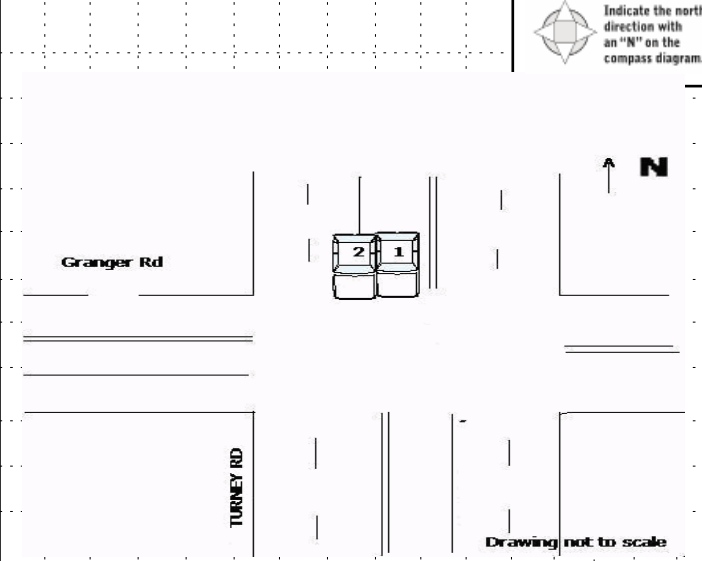 Indicate the north
direction with
an "N" on the
compass diagram.
N
Granger Rd
2 1
TURNEY RD
Drawing not to scale